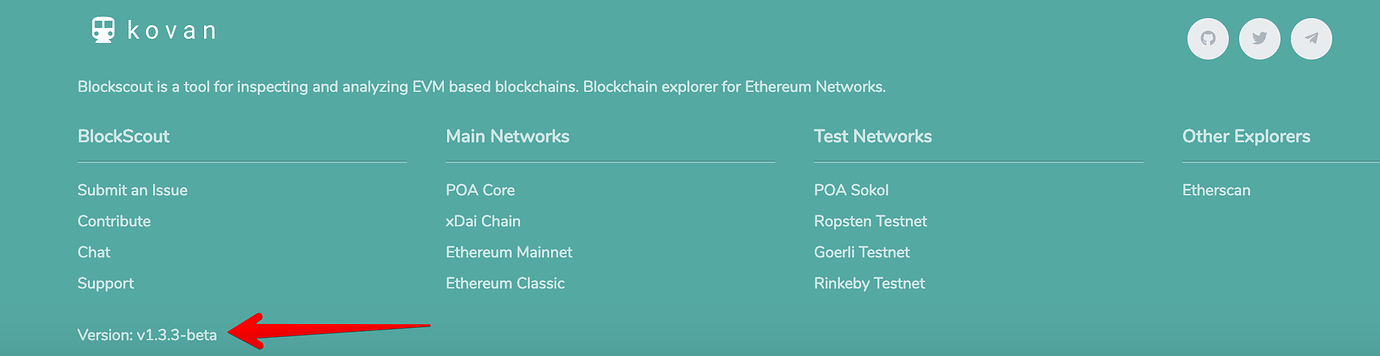 kovan
Blockscout is a tool for inspecting and analyzing EVM based blockchains. Blockchain explorer for Ethereum Networks.
BlockScout
Submit an Issue
Contribute
Chat
Support
Main Networks
POA Core
xDai Chain
Ethereum Mainnet
Ethereum Classic
Test Networks
POA Sokol
Ropsten Testnet
Goerli Testnet
Rinkeby Testnet
Other Explorers
Etherscan
Version: v1.3.3-beta